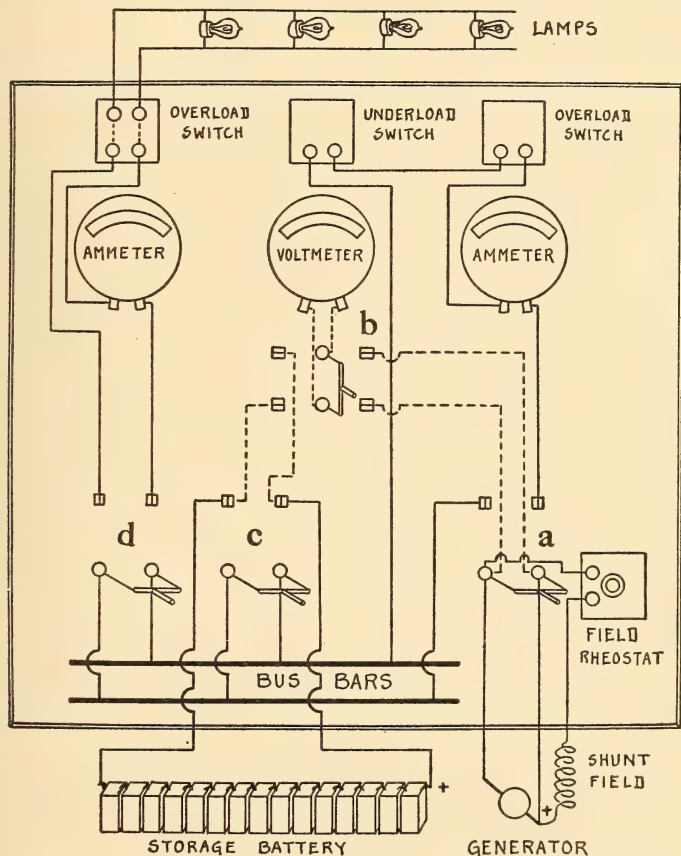 LAMPS
OVERLOAD
SWITCH
UNDERLOAD
SWITCH
OVERLOAD
SWITCH
AMMETER
VOLTMETER
AMMETER
b
d
c
a
FIELD
RHEOSTAT
BUS BARS
SHUNT
FIELD
+
+
STORAGE BATTERY
GENERATOR